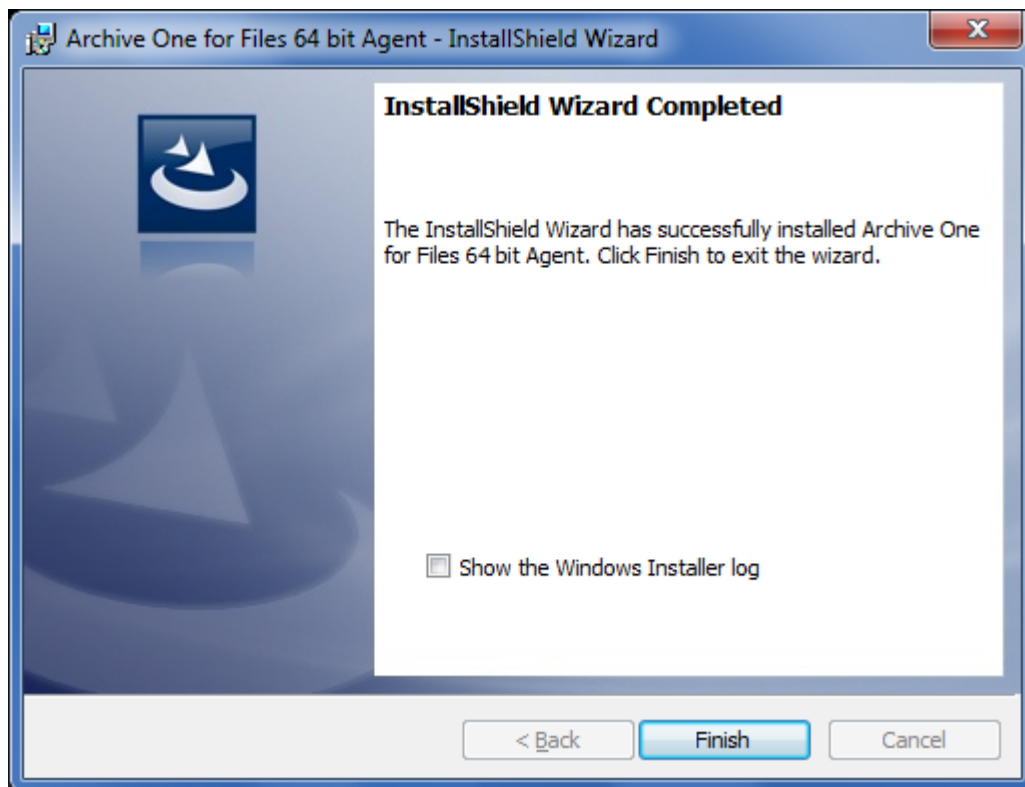 Archive One for Files 64 bit Agent - InstallShield Wizard
InstallShield Wizard Completed
The InstallShield Wizard has successfully installed Archive One
for Files 64 bit Agent. Click Finish to exit the wizard.
Show the Windows Installer log
< Back
Finish
Cancel